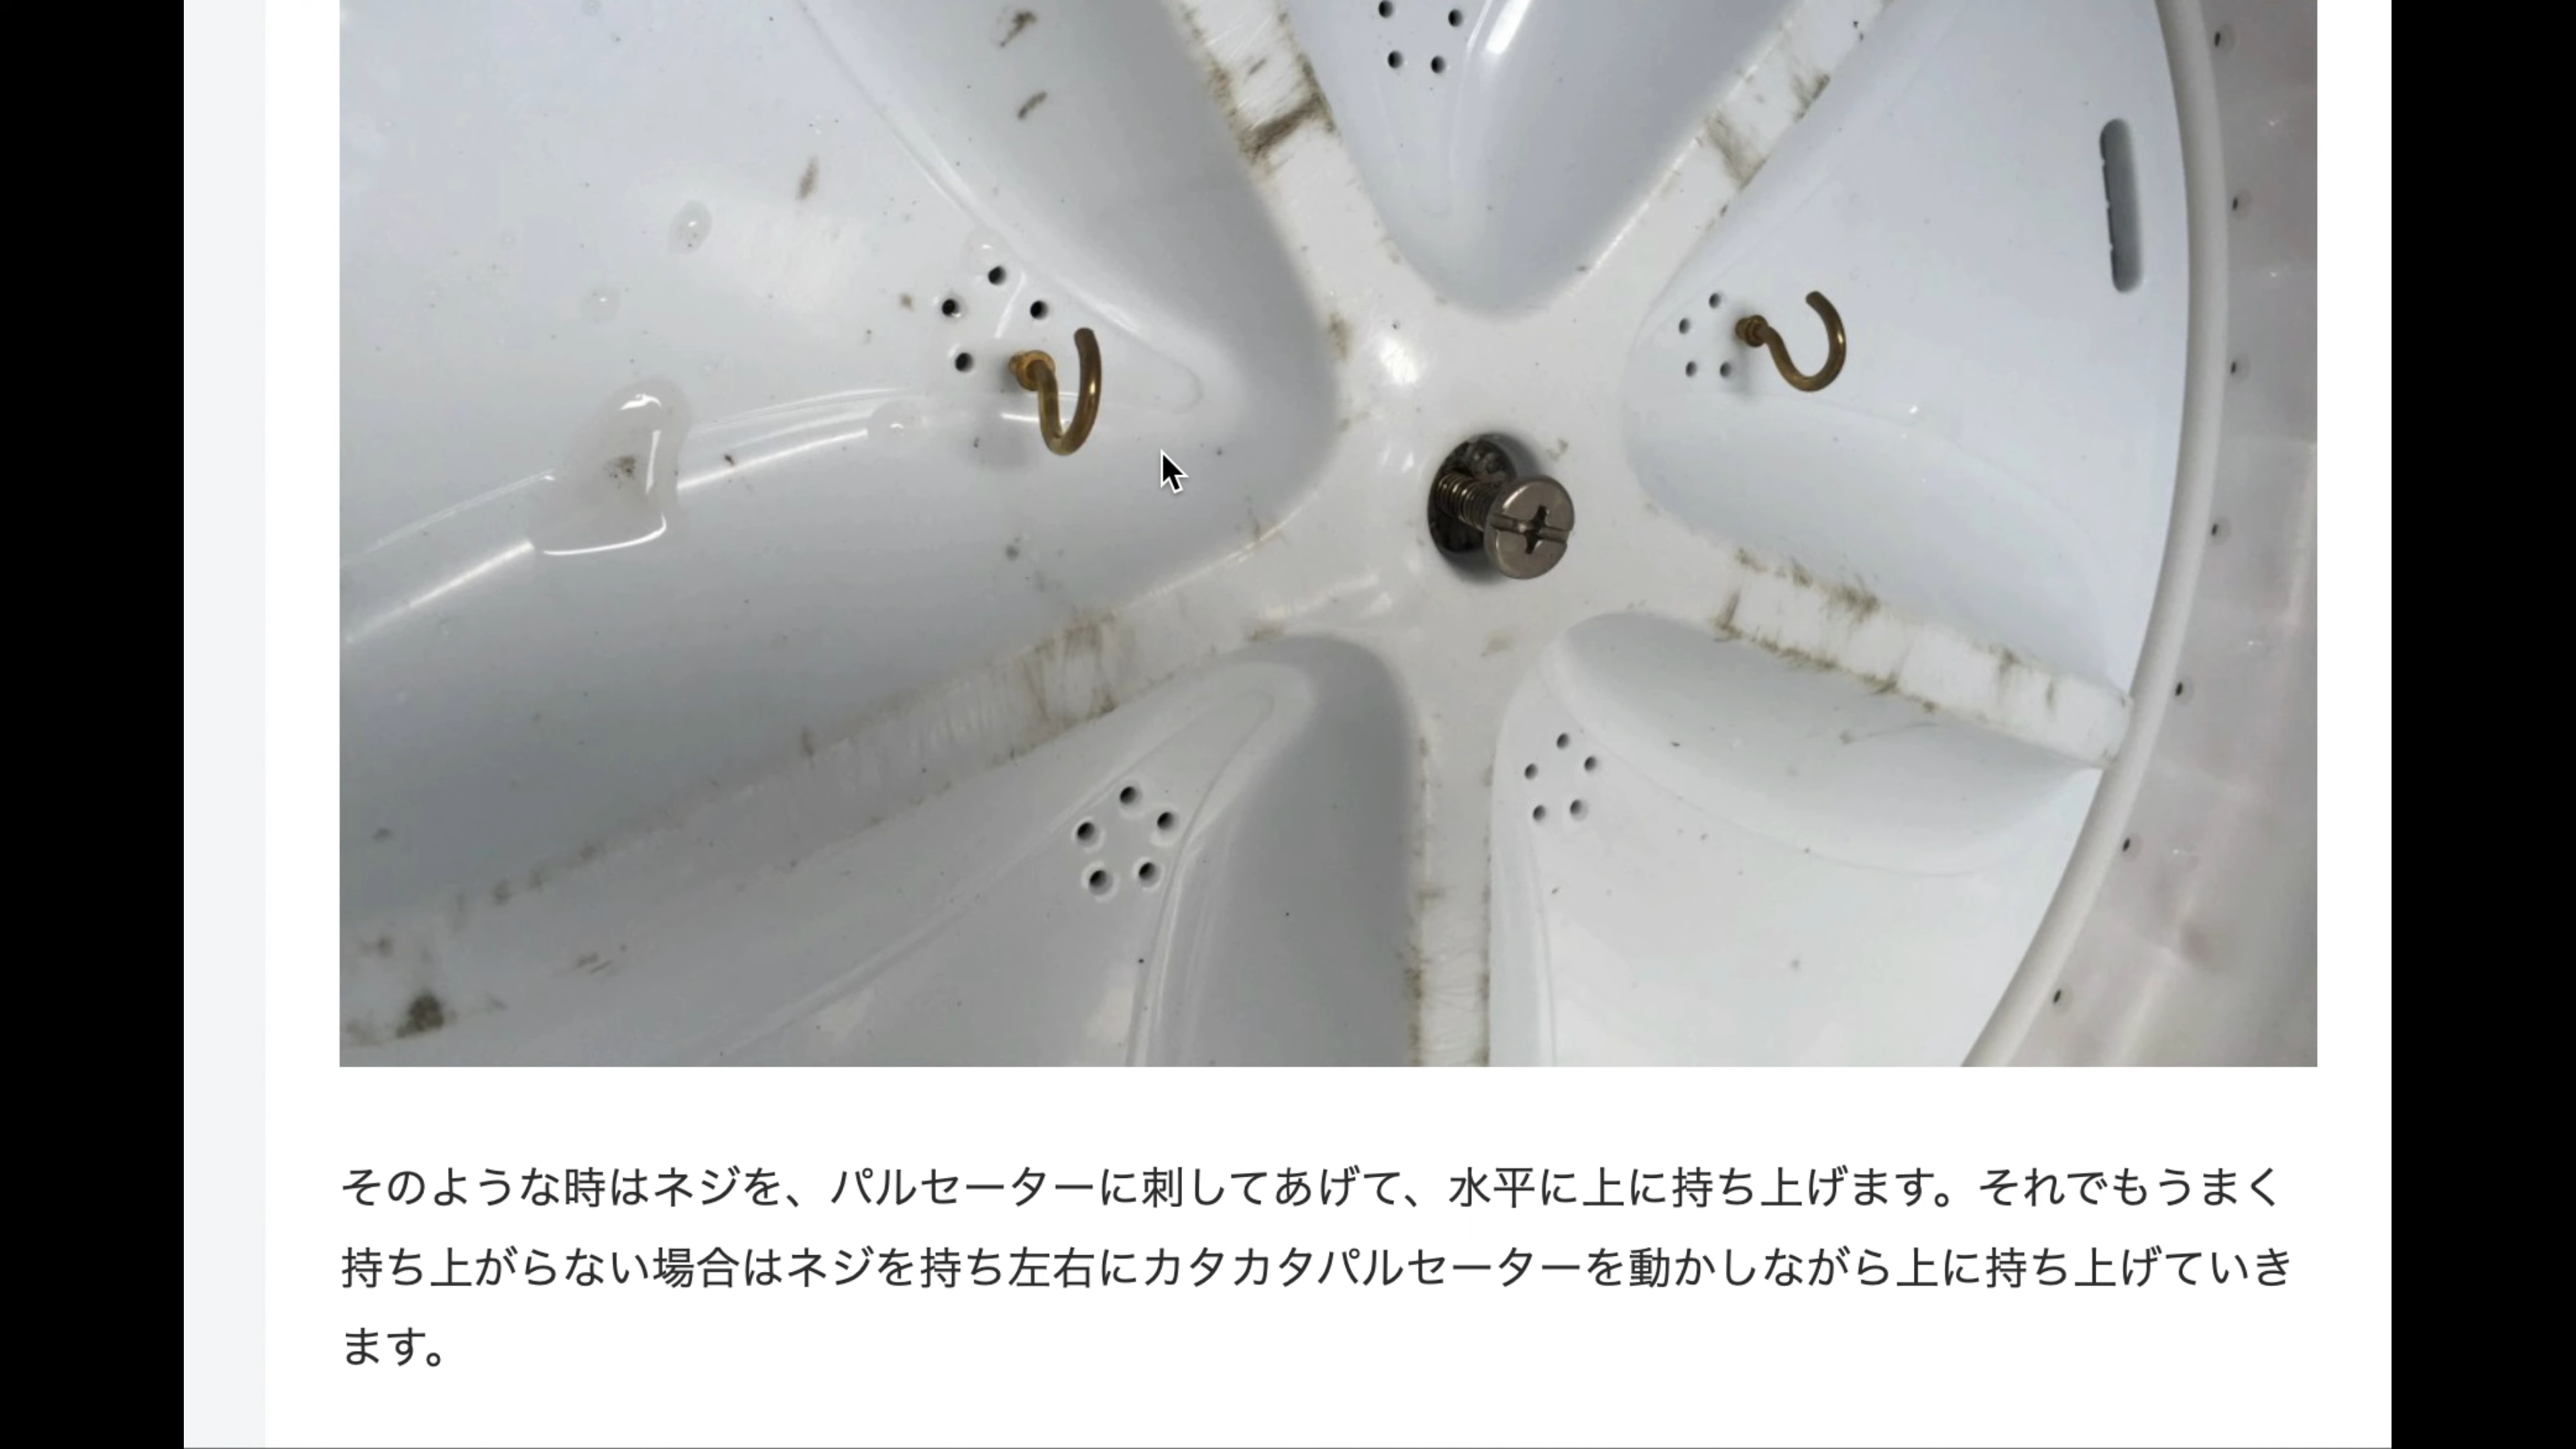 そのような時はネジを、パルセーターに刺してあげて、水平に上に持ち上げます。それでもうまく
持ち上がらない場合はネジを持ち左右にカタカタパルセーターを動かしながら上に持ち上げていき
ます。